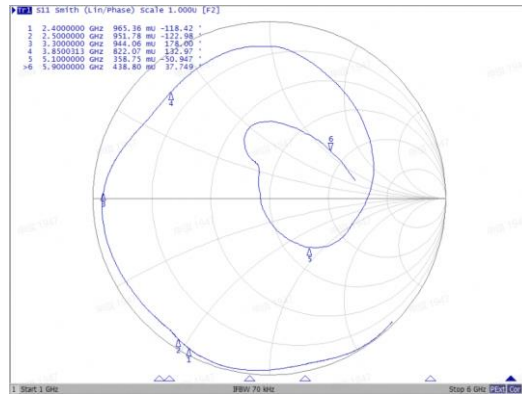 Tr1 S11 Smith (Lin/Phase) Scale 1.000U [F2]
1 2.4000000 GHz 965.36 mU -118.42 °
2 2.5000000 GHz 951.78 mU -122.98 °
3 3.3000000 GHz 944.06 mU 178.00 °
4 3.8500313 GHz 822.07 mU 132.97 °
5 5.1000000 GHz 358.75 mU -50.947 °
>6 5.9000000 GHz 438.80 mU 37.749 °
4
6
3
5
2
1
1 Start 1 GHz IFBW 70 kHz Stop 6 GHz PExt Cor